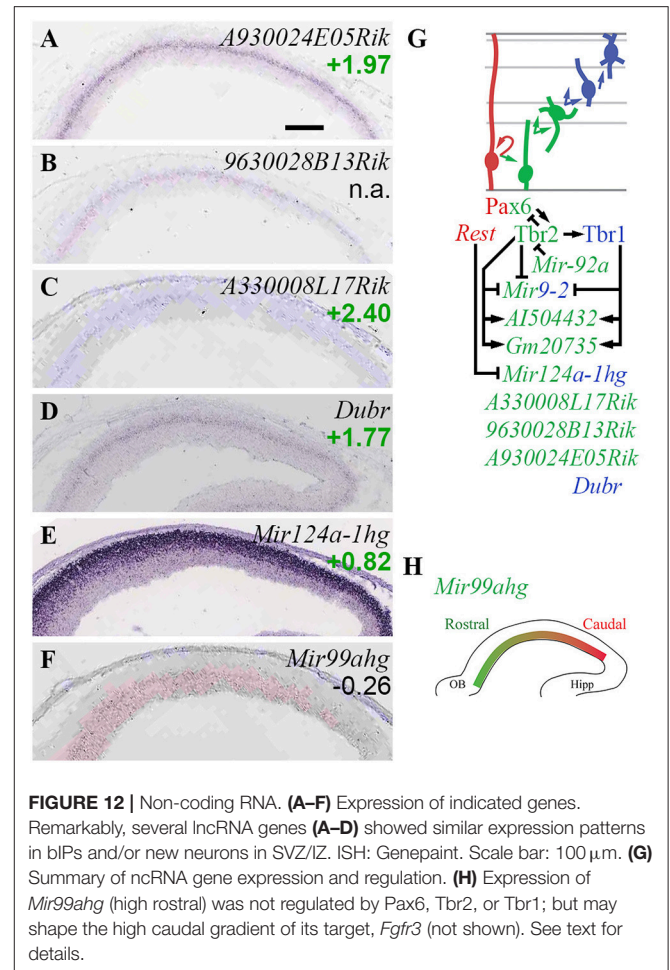 A
A930024E05Rik
+1.97
B
9630028B13Rik
n.a.
C
A330008L17Rik
+2.40
D
Dubr
+1.77
E
Mir124a-1hg
+0.82
F
Mir99ahg
-0.26
G
Pax6
Rest
Tbr2
Tbr1
Mir-92a
Mir9-2
AI504432
Gm20735
Mir124a-1hg
A330008L17Rik
9630028B13Rik
A930024E05Rik
Dubr
H
Mir99ahg
Rostral
Caudal
OB
Hipp
FIGURE 12 | Non-coding RNA. (A–F) Expression of indicated genes.
Remarkably, several lncRNA genes (A–D) showed similar expression patterns
in bIPs and/or new neurons in SVZ/IZ. ISH: Genepaint. Scale bar: 100 μm. (G)
Summary of ncRNA gene expression and regulation. (H) Expression of
Mir99ahg (high rostral) was not regulated by Pax6, Tbr2, or Tbr1; but may
shape the high caudal gradient of its target, Fgfr3 (not shown). See text for
details.